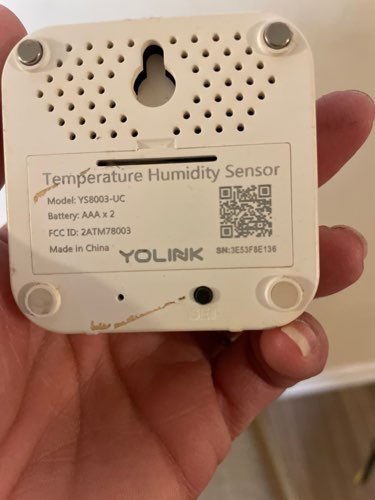 Temperature Humidity Sensor
Model: YS8003-UC
Battery: AAA x 2
FCC ID: 2ATM78003
Made in China
YOLINK
SN:3E53F8E136